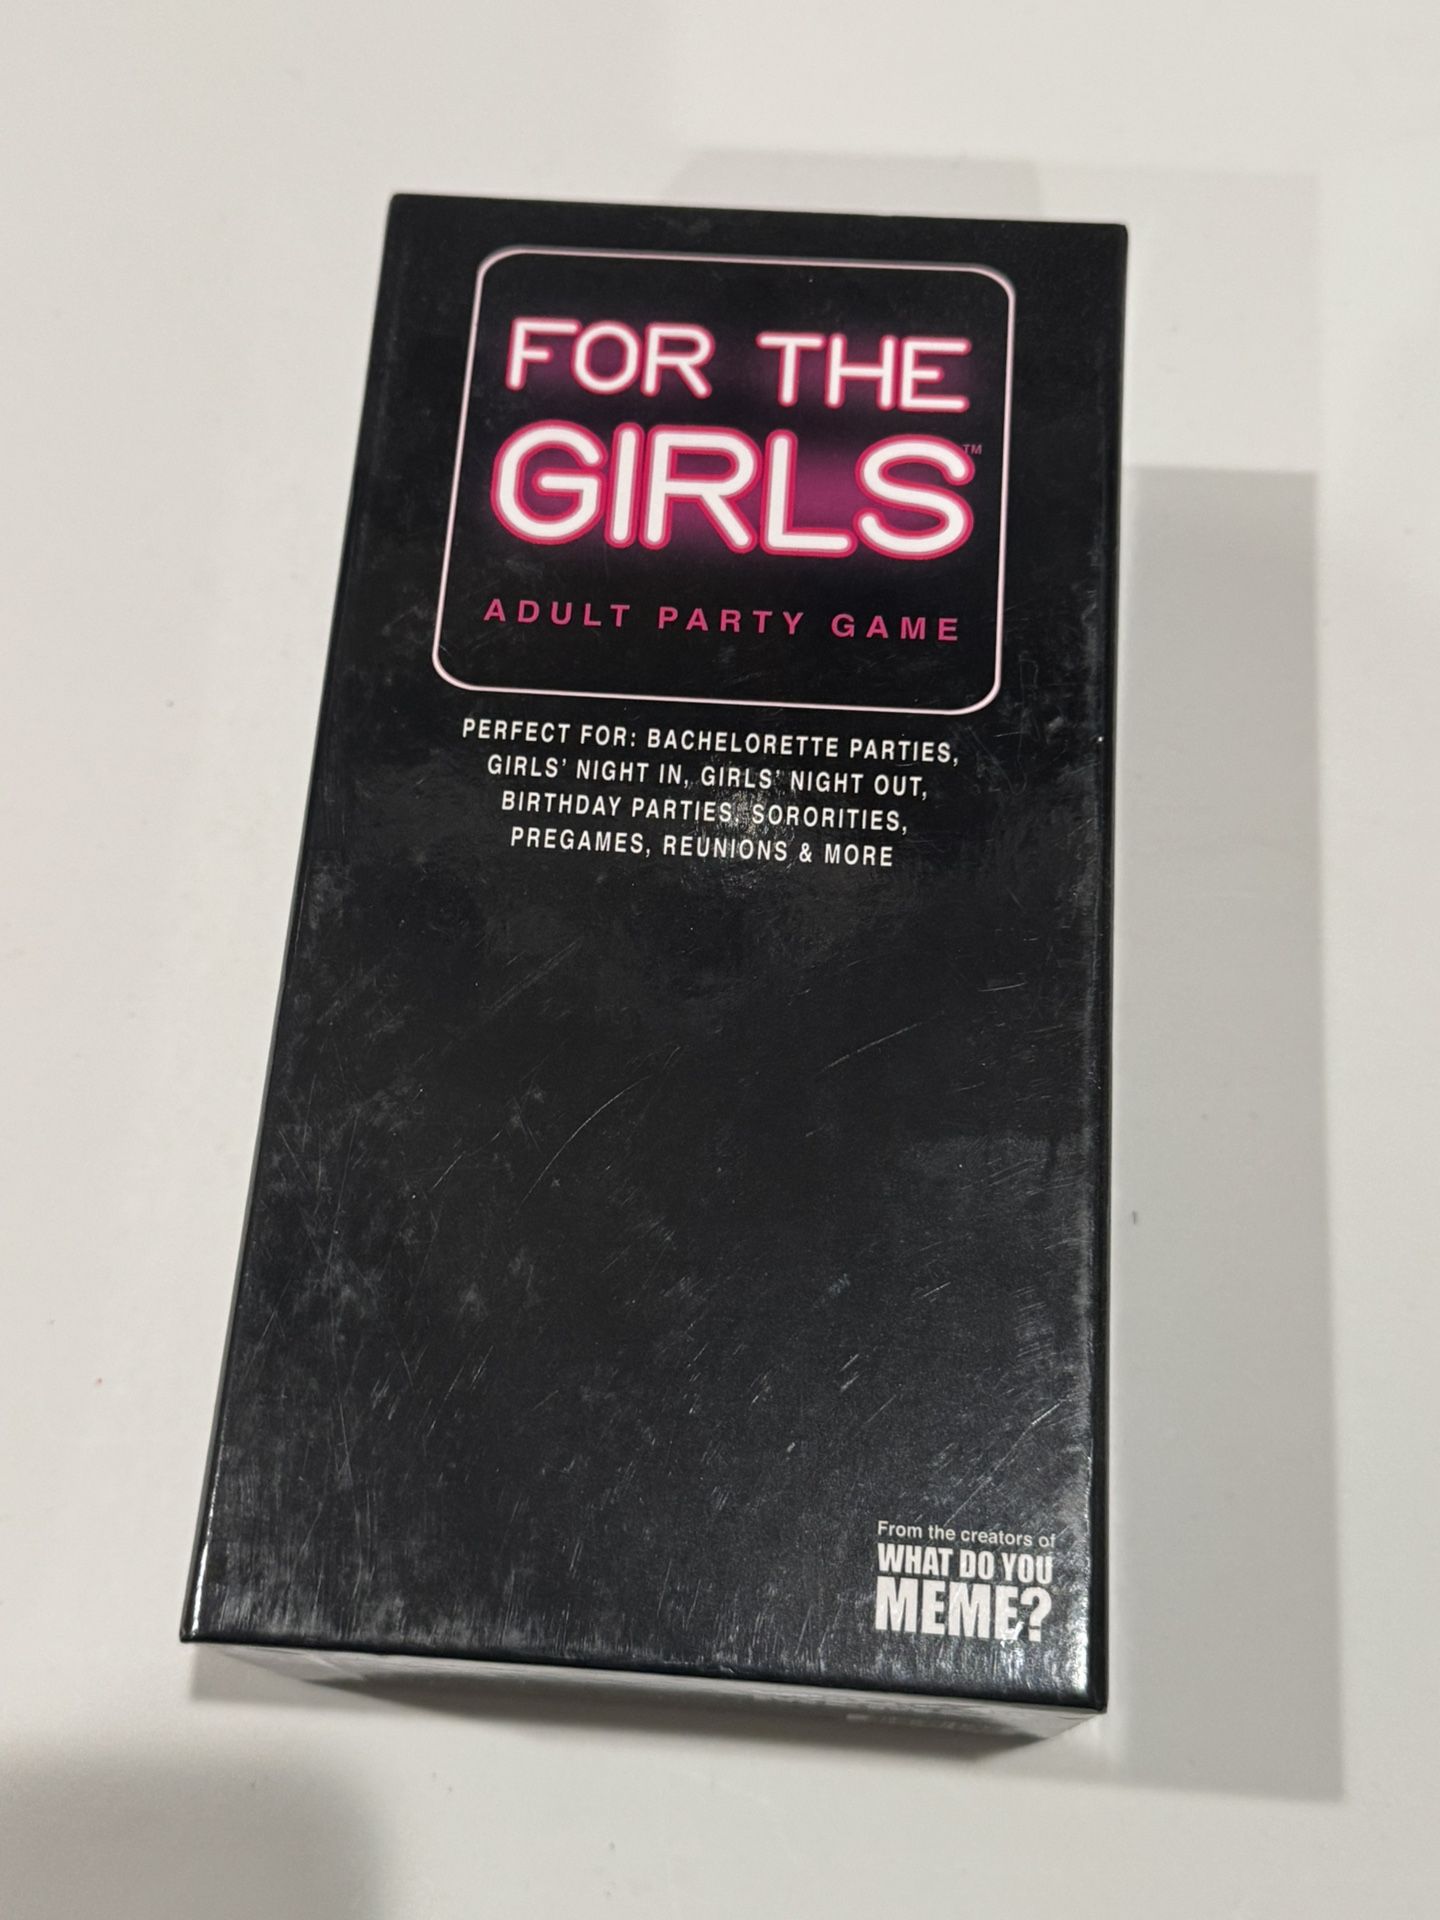 FOR THE
GIRLS™
ADULT PARTY GAME
PERFECT FOR: BACHELORETTE PARTIES,
GIRLS' NIGHT IN, GIRLS' NIGHT OUT,
BIRTHDAY PARTIES, SORORITIES,
PREGAMES, REUNIONS & MORE
From the creators of
WHAT DO YOU
MEME?